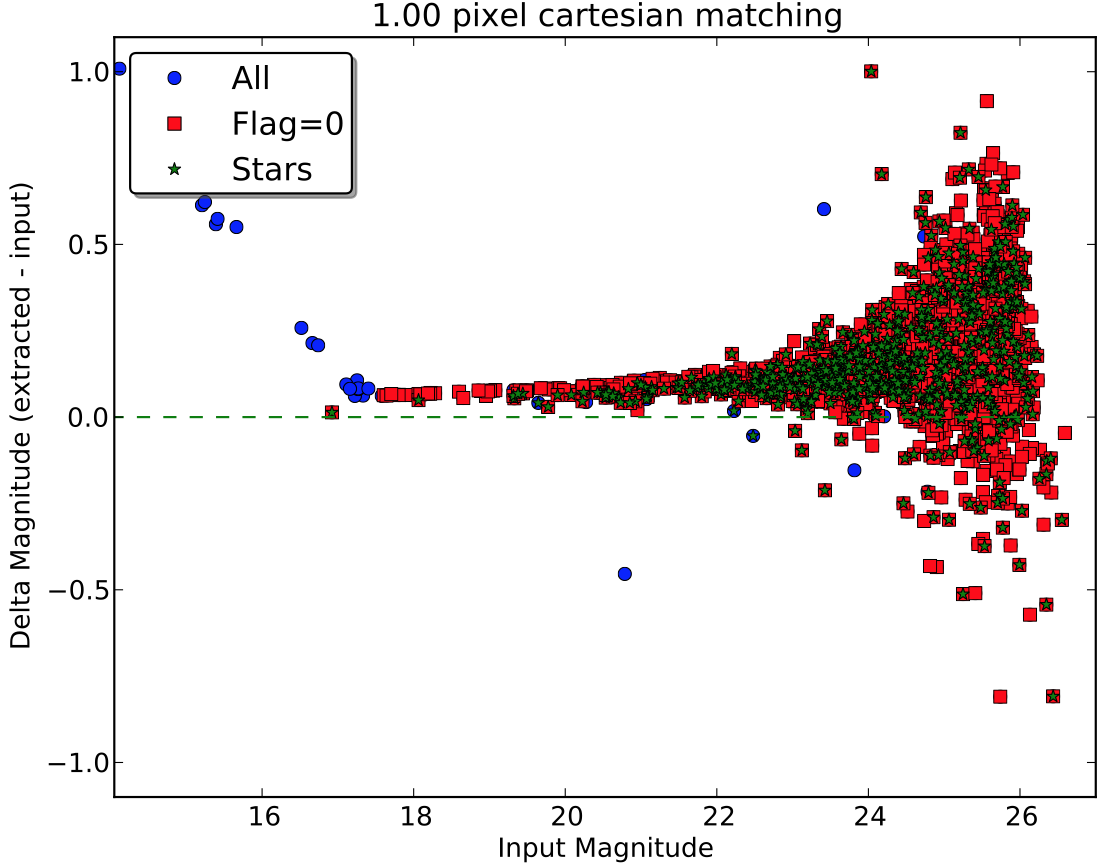 1.00 pixel cartesian matching
All
Flag=0
Stars
1.0
0.5
0.0
−0.5
−1.0
Delta Magnitude (extracted - input)
16 18 20 22 24 26
Input Magnitude